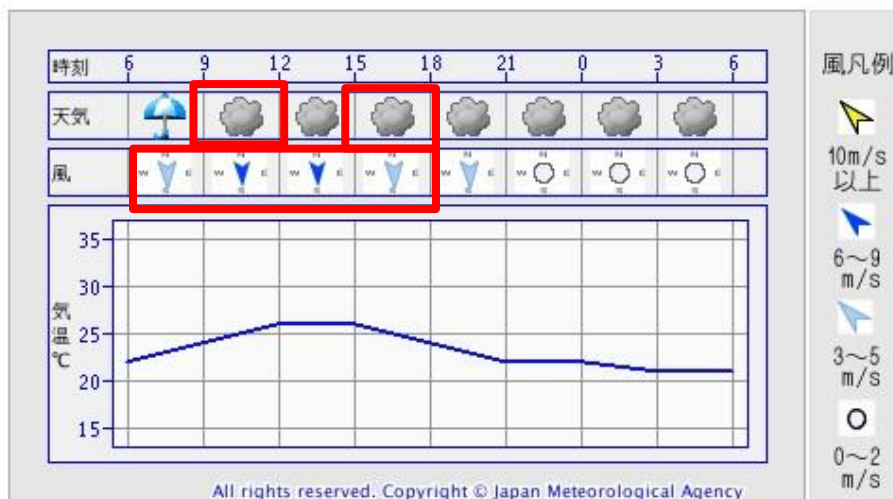 時刻 6 9 12 15 18 21 0 3 6
天気
風
N N N N N N N N
W E W E W E W E W E W E W E W E
S S S S S S S S
35
30
25
20
15
気温℃
All rights reserved. Copyright © Japan Meteorological Agency
風凡例
10m/s
以上
6～9
m/s
3～5
m/s
0～2
m/s